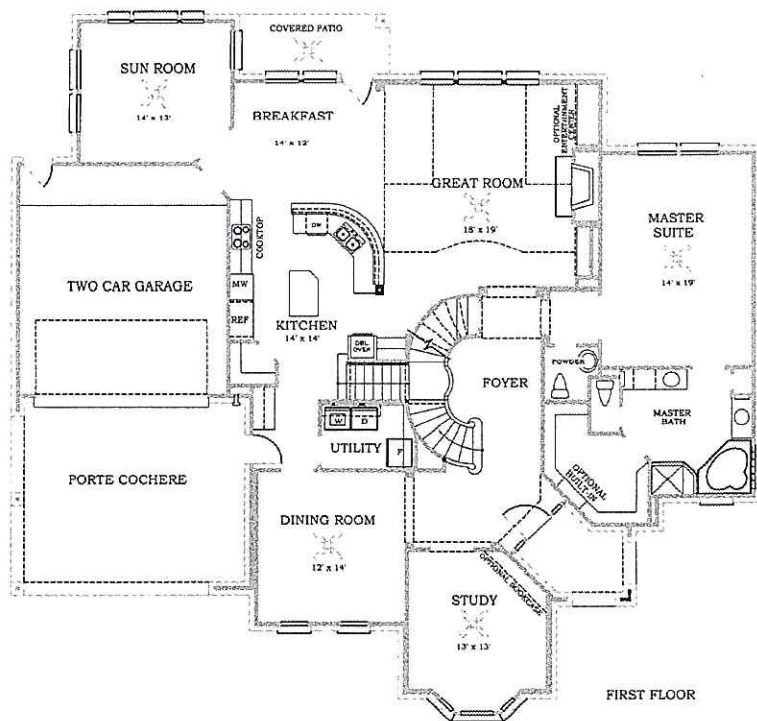 COVERED PATIO
SUN ROOM
14' x 13'
BREAKFAST
14' x 12'
OPTIONAL
ENTERTAINMENT
CENTER
GREAT ROOM
18' x 19'
MASTER
SUITE
14' x 19'
COOKTOP
DW
TWO CAR GARAGE
MW
REF
KITCHEN
14' x 14'
DBL
OVEN
FOYER
POWDER
MASTER
BATH
W
D
UTILITY
F
PORTE COCHERE
OPTIONAL
BUILT-IN
DINING ROOM
12' x 14'
OPTIONAL BOOKCASE
STUDY
13' x 13'
FIRST FLOOR